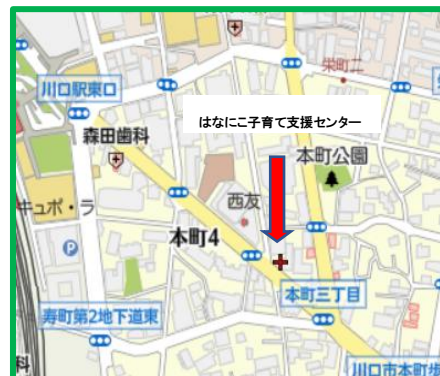 栄町二
川口駅東口
はなにこ子育て支援センター
森田歯科
本町公園
キュポ・ラ
西友
本町4
P
本町三丁目
寿町第2地下道東
科
川口市本町歩